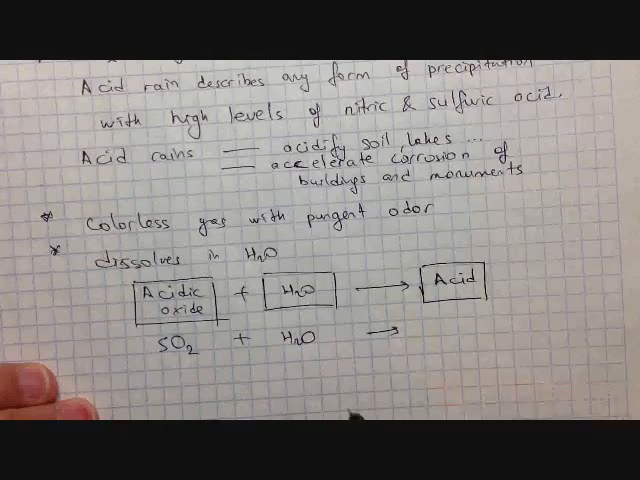 Acid rain describes any form of precipitation
with high levels of nitric & sulfuric acid.
Acid rains — acidify soil, lakes ...
— accelerate corrosion of
buildings and monuments
* Colorless gas with pungent odor
* dissolves in H₂O
Acidic oxide + H₂O → Acid
SO₂ + H₂O →